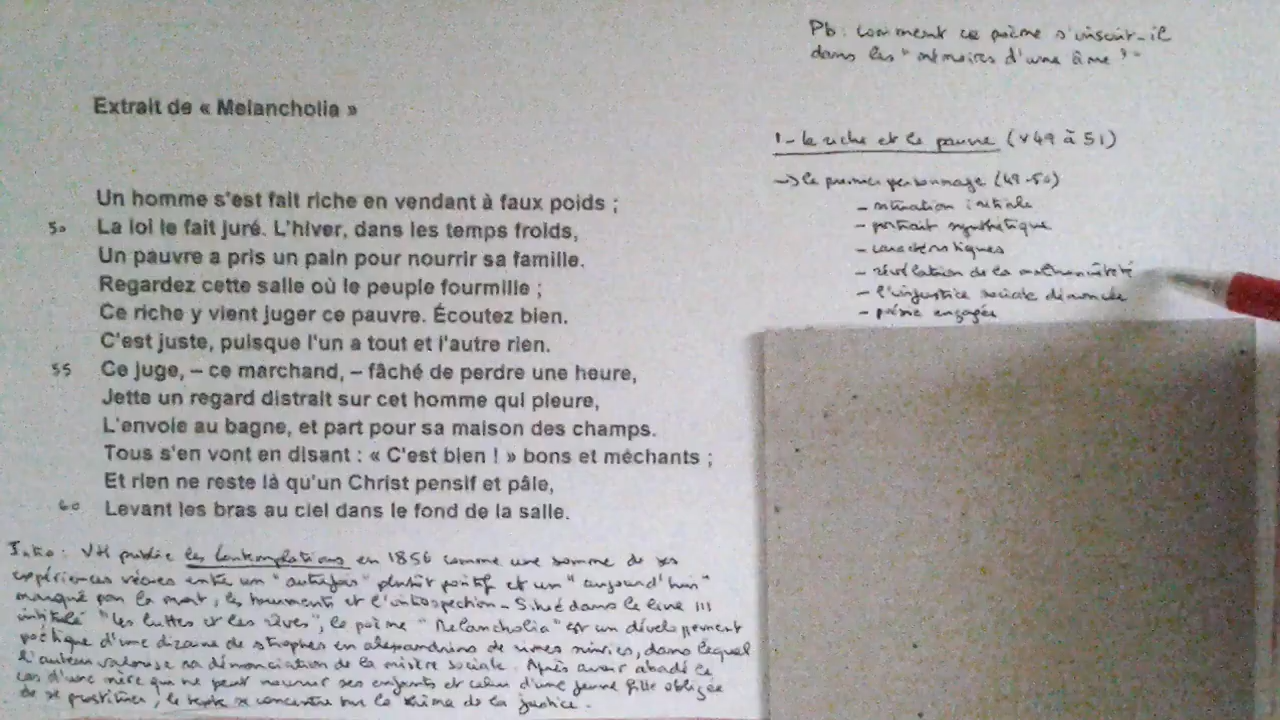 Pb : comment ce poème s'inscrit-il
dans les "mémoires d'une âme ?"
Extrait de « Melancholia »
1 - le riche et le pauvre (v49 à 51)
→ le premier personnage (49-50)
- situation initiale
- portrait synthétique
- caractéristiques
- révélation de la malhonnêteté
- l'injustice sociale dénoncée
- poésie engagée
Un homme s'est fait riche en vendant à faux poids ;
50 La loi le fait juré. L'hiver, dans les temps froids,
Un pauvre a pris un pain pour nourrir sa famille.
Regardez cette salle où le peuple fourmille ;
Ce riche y vient juger ce pauvre. Écoutez bien.
C'est juste, puisque l'un a tout et l'autre rien.
55 Ce juge, – ce marchand, – fâché de perdre une heure,
Jette un regard distrait sur cet homme qui pleure,
L'envoie au bagne, et part pour sa maison des champs.
Tous s'en vont en disant : « C'est bien ! » bons et méchants ;
Et rien ne reste là qu'un Christ pensif et pâle,
60 Levant les bras au ciel dans le fond de la salle.
Intro : VH publie les Contemplations en 1856 comme une somme de ses
expériences vécues entre un "autrefois" plutôt positif et un "aujourd'hui"
marqué par la mort, les tourments et l'introspection - Situé dans le livre III
intitulé "les luttes et les rêves", le poème "Melancholia" est un développement
poétique d'une dizaine de strophes en alexandrins de rimes suivies, dans lequel
l'auteur valorise sa dénonciation de la misère sociale. Après avoir abordé le
cas d'une mère qui ne peut nourrir ses enfants et celui d'une jeune fille obligée
de se prostituer, le texte se concentre sur le thème de la justice.